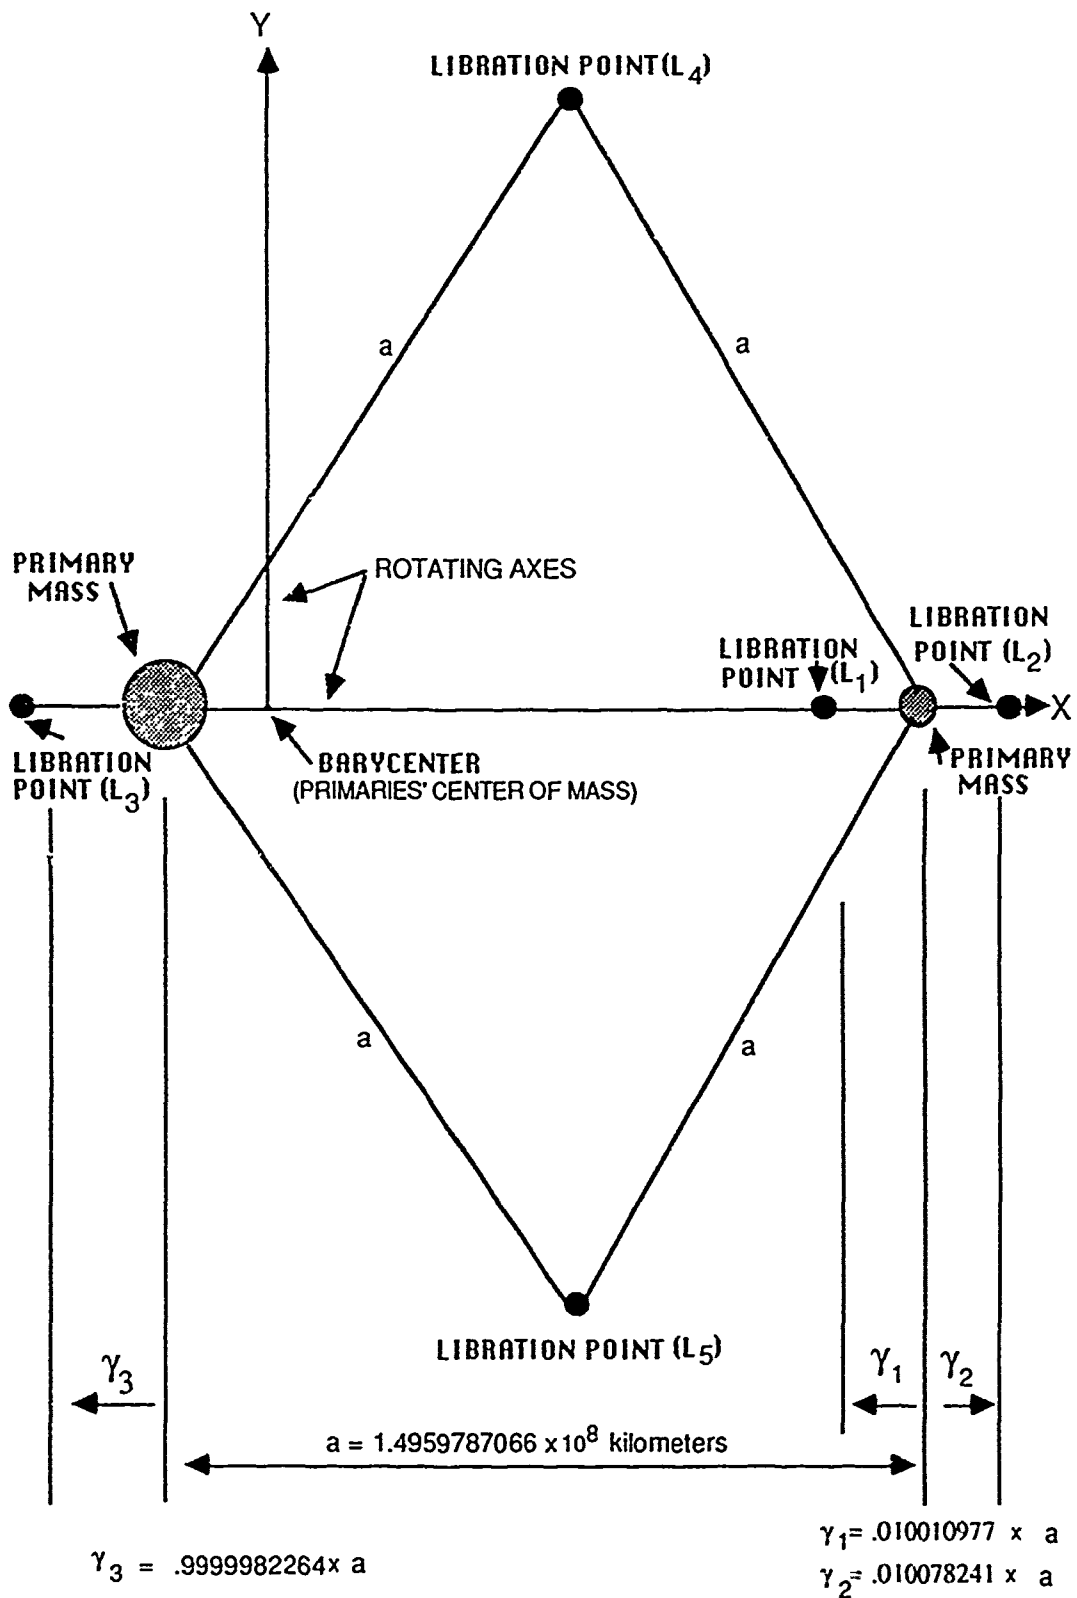 Y
LIBRATION POINT (L4)
a
a
PRIMARY
MASS
ROTATING AXES
LIBRATION
POINT (L1)
LIBRATION
POINT (L2)
X
LIBRATION
POINT (L3)
BARYCENTER
(PRIMARIES' CENTER OF MASS)
PRIMARY
MASS
a
a
LIBRATION POINT (L5)
γ3
γ1
γ2
a = 1.4959787066 x10^8 kilometers
γ3 = .9999982264x a
γ1= .010010977 x a
γ2= .010078241 x a